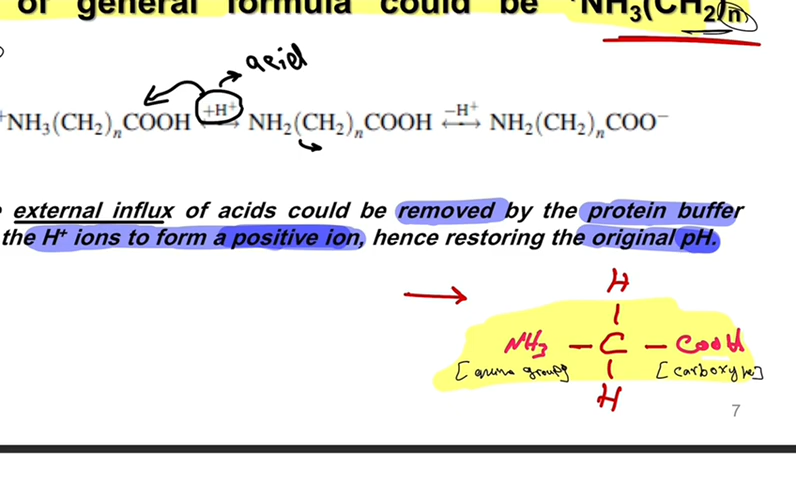 of general formula could be ⁺NH₃(CH₂)n
acid
⁺NH₃(CH₂)ₙCOOH +H⁺ NH₂(CH₂)ₙCOOH −H⁺ NH₂(CH₂)ₙCOO⁻
external influx of acids could be removed by the protein buffer
the H⁺ ions to form a positive ion, hence restoring the original pH.
H
NH₃ – C – COOH
[amino group] [carboxyle]
H
7